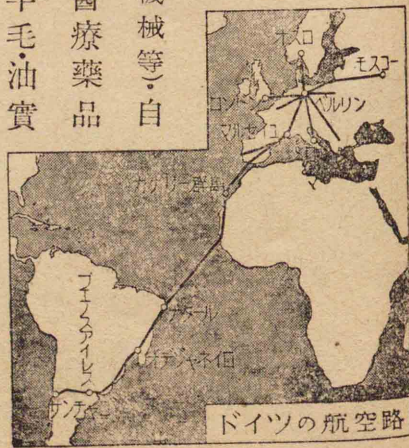 機械等)・自
醫療藥品
羊毛・油實
オスロ
モスコー
ロンドン
ベルリン
マルセイユ
カナリー群島
ナタール
リオデジャネイロ
ブエノスアイレス
サンチャゴ
ドイツの航空路